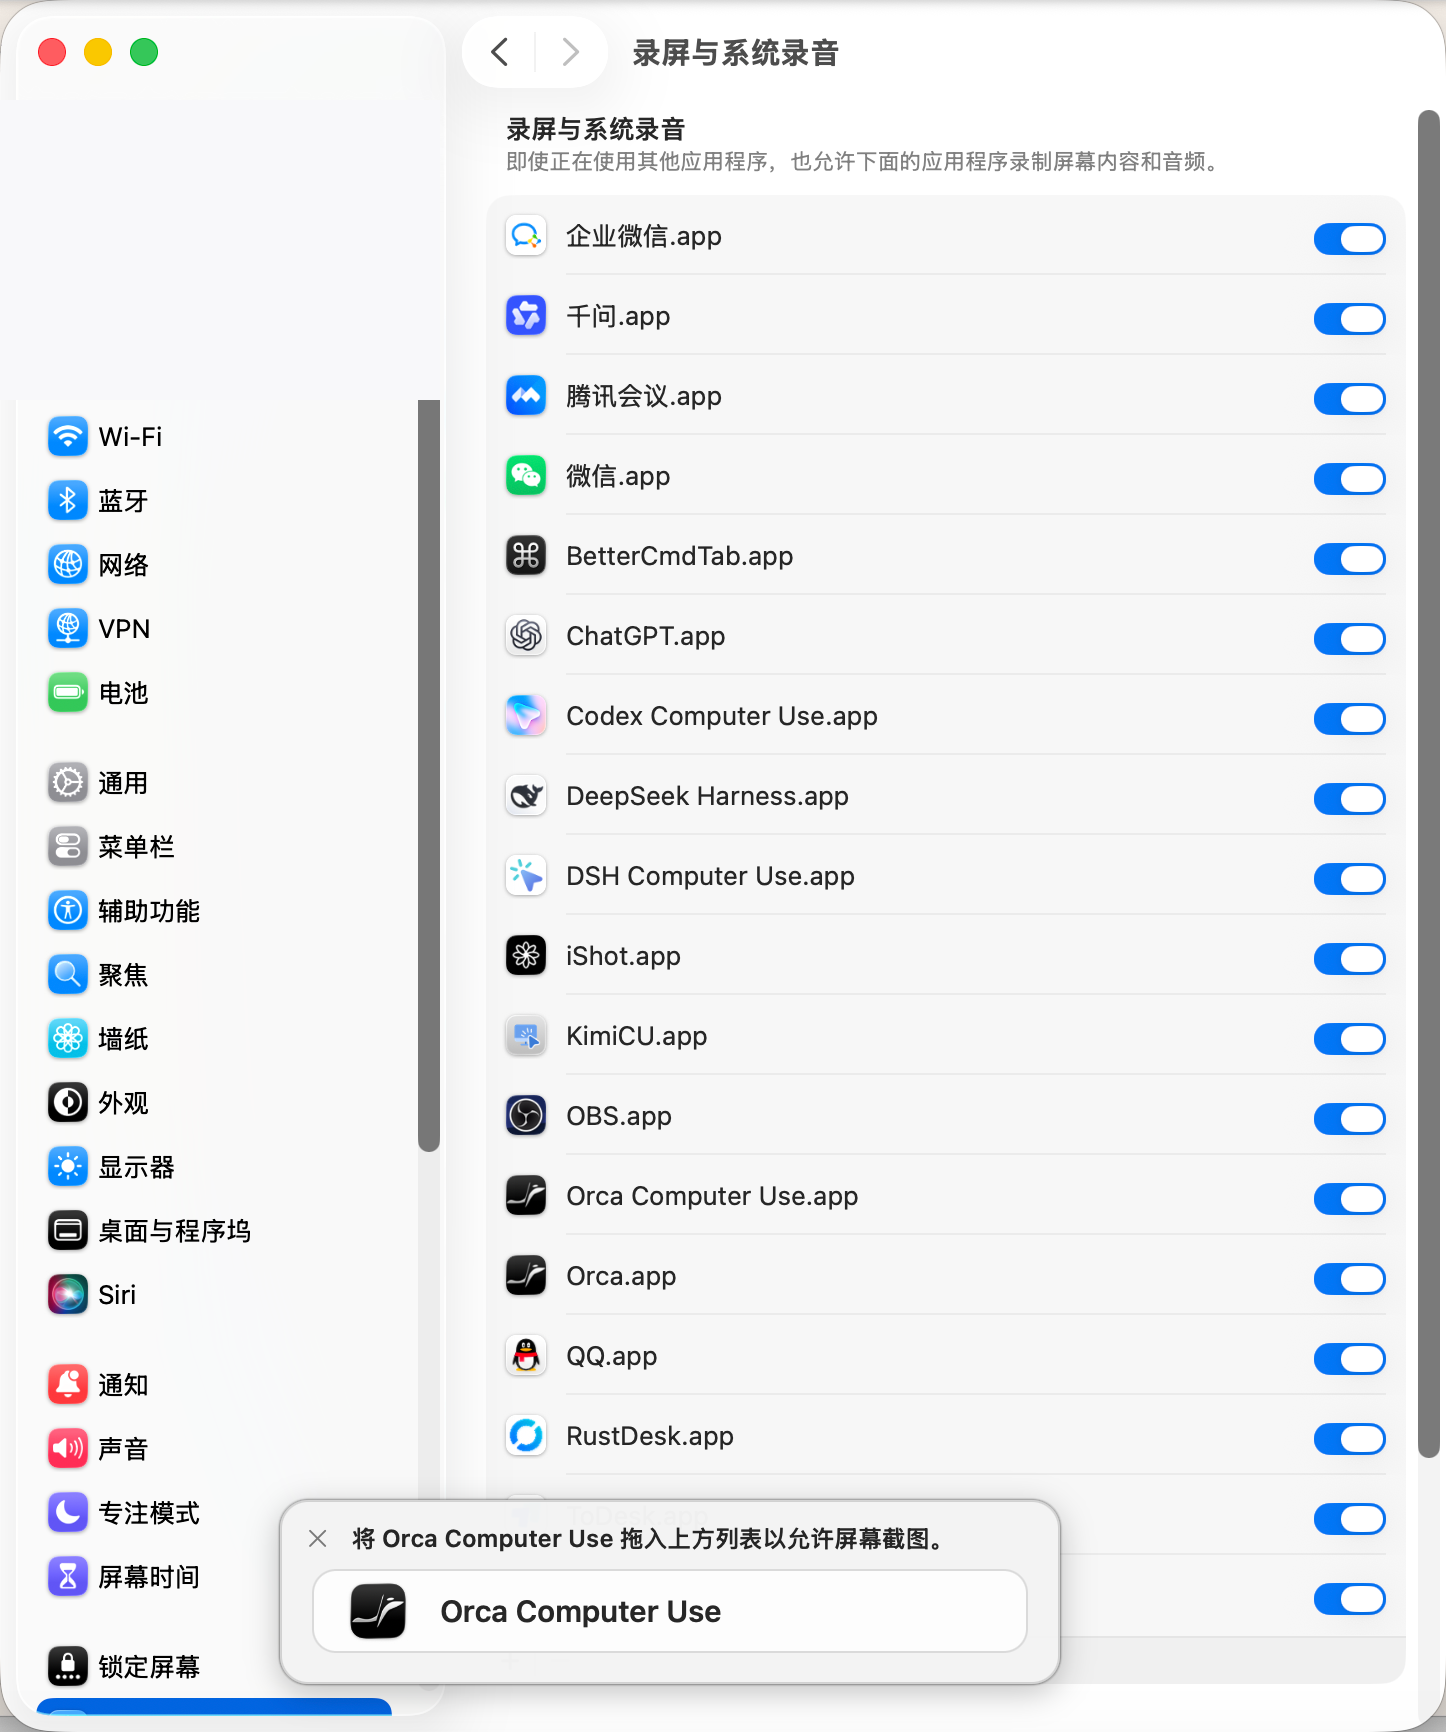 录屏与系统录音
录屏与系统录音
即使正在使用其他应用程序，也允许下面的应用程序录制屏幕内容和音频。
企业微信.app
千问.app
腾讯会议.app
微信.app
BetterCmdTab.app
ChatGPT.app
Codex Computer Use.app
DeepSeek Harness.app
DSH Computer Use.app
iShot.app
KimiCU.app
OBS.app
Orca Computer Use.app
Orca.app
QQ.app
RustDesk.app
ToDesk.app
Wi-Fi
蓝牙
网络
VPN
电池
通用
菜单栏
辅助功能
聚焦
墙纸
外观
显示器
桌面与程序坞
Siri
通知
声音
专注模式
屏幕时间
锁定屏幕
将 Orca Computer Use 拖入上方列表以允许屏幕截图。
Orca Computer Use